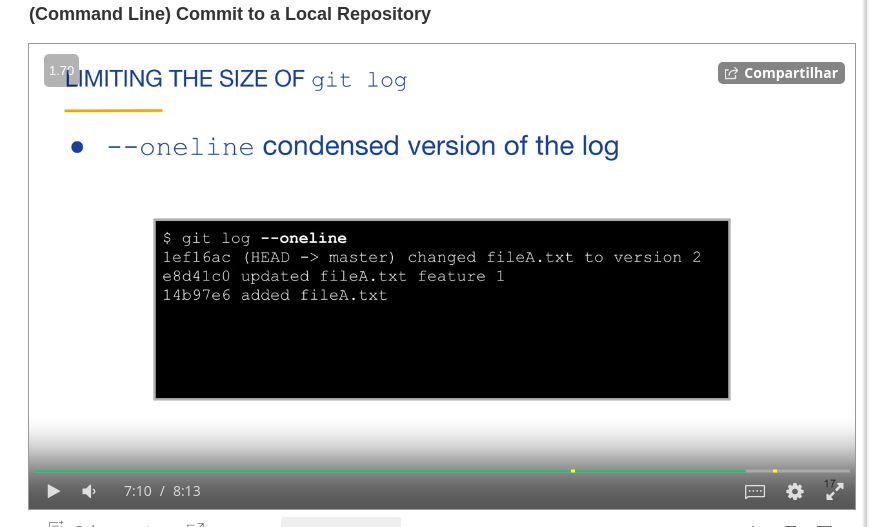 (Command Line) Commit to a Local Repository
1.70
LIMITING THE SIZE OF git log
Compartilhar
● --oneline condensed version of the log
$ git log --oneline
1ef16ac (HEAD -> master) changed fileA.txt to version 2
e8d41c0 updated fileA.txt feature 1
14b97e6 added fileA.txt
7:10 / 8:13
17